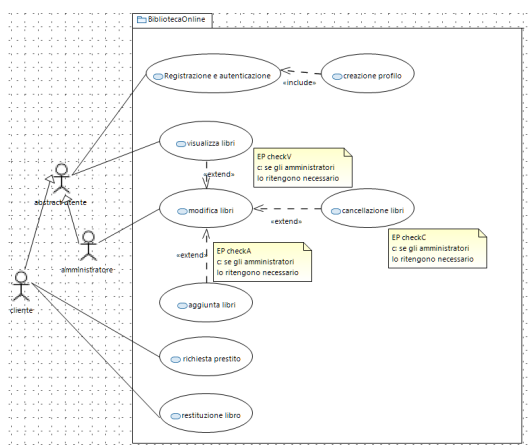 BibliotecaOnline
Registrazione e autenticazione
creazione profilo
«include»
visualizza libri
EP checkV
c: se gli amministratori
lo ritengono necessario
«extend»
abstract utente
modifica libri
cancellazione libri
«extend»
EP checkC
c: se gli amministratori
lo ritengono necessario
EP checkA
c: se gli amministratori
lo ritengono necessario
«extend»
amministratore
aggiunta libri
cliente
richiesta prestito
restituzione libro